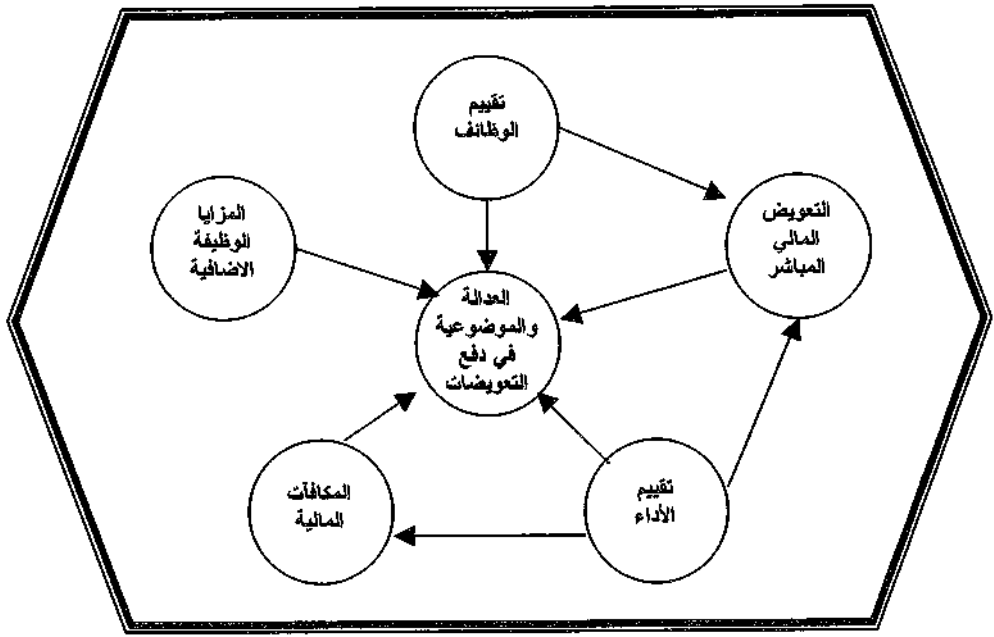 تقييم
الوظائف
التعويض
المالي
المباشر
المزايا
الوظيفة
الاضافية
العدالة
والموضوعية
في دفع
التعويضات
تقييم
الأداء
المكافآت
المالية